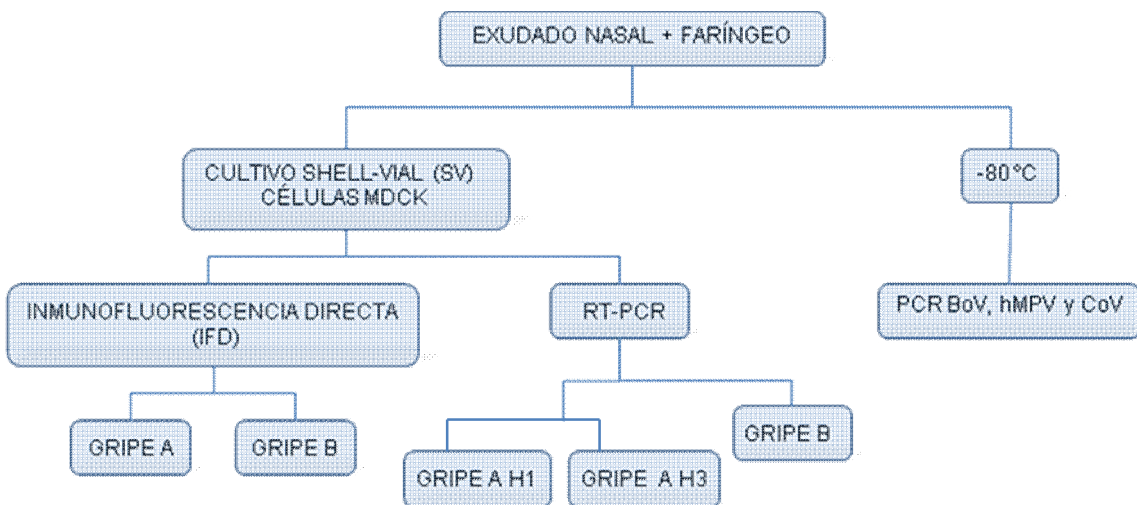 EXUDADO NASAL + FARÍNGEO
CULTIVO SHELL-VIAL (SV)
CÉLULAS MDCK
-80ºC
INMUNOFLUORESCENCIA DIRECTA
(IFD)
RT-PCR
PCR BoV, hMPV y CoV
GRIPE A
GRIPE B
GRIPE B
GRIPE A H1
GRIPE A H3